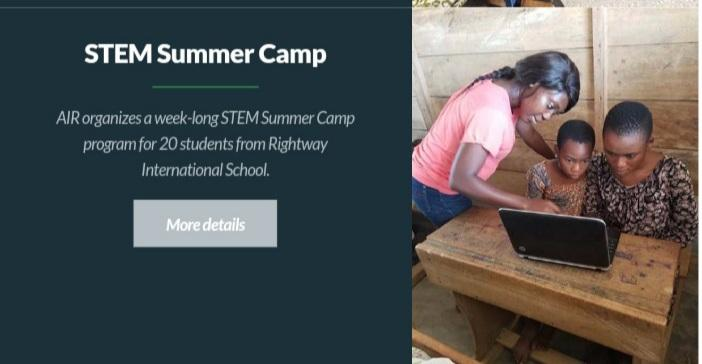 STEM Summer Camp
AIR organizes a week-long STEM Summer Camp
program for 20 students from Rightway
International School.
More details